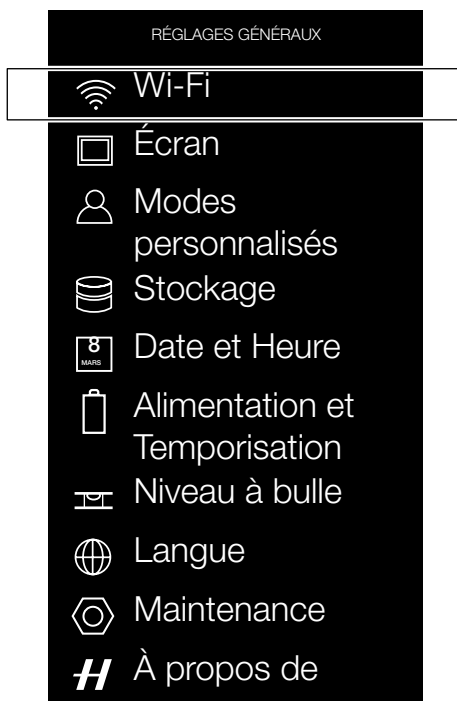 RÉGLAGES GÉNÉRAUX
Wi-Fi
Écran
Modes
personnalisés
Stockage
8
MARS
Date et Heure
Alimentation et
Temporisation
Niveau à bulle
Langue
Maintenance
H
À propos de